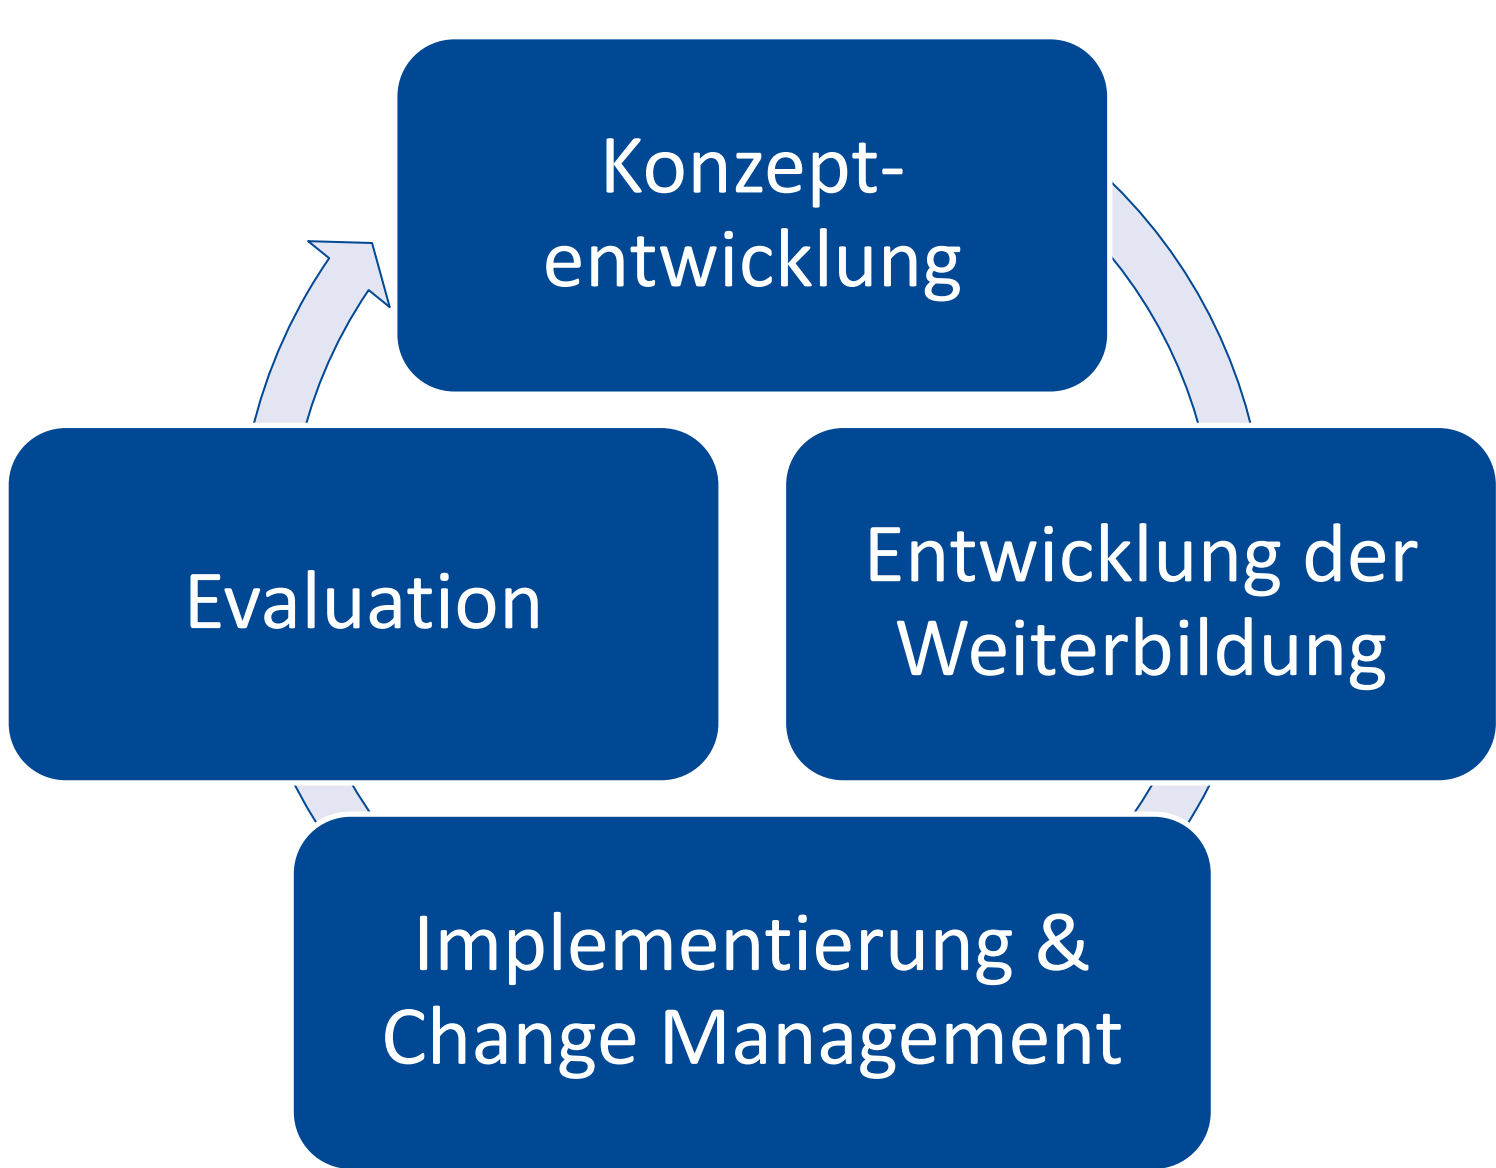 Konzept-
entwicklung
Entwicklung der
Weiterbildung
Implementierung &
Change Management
Evaluation